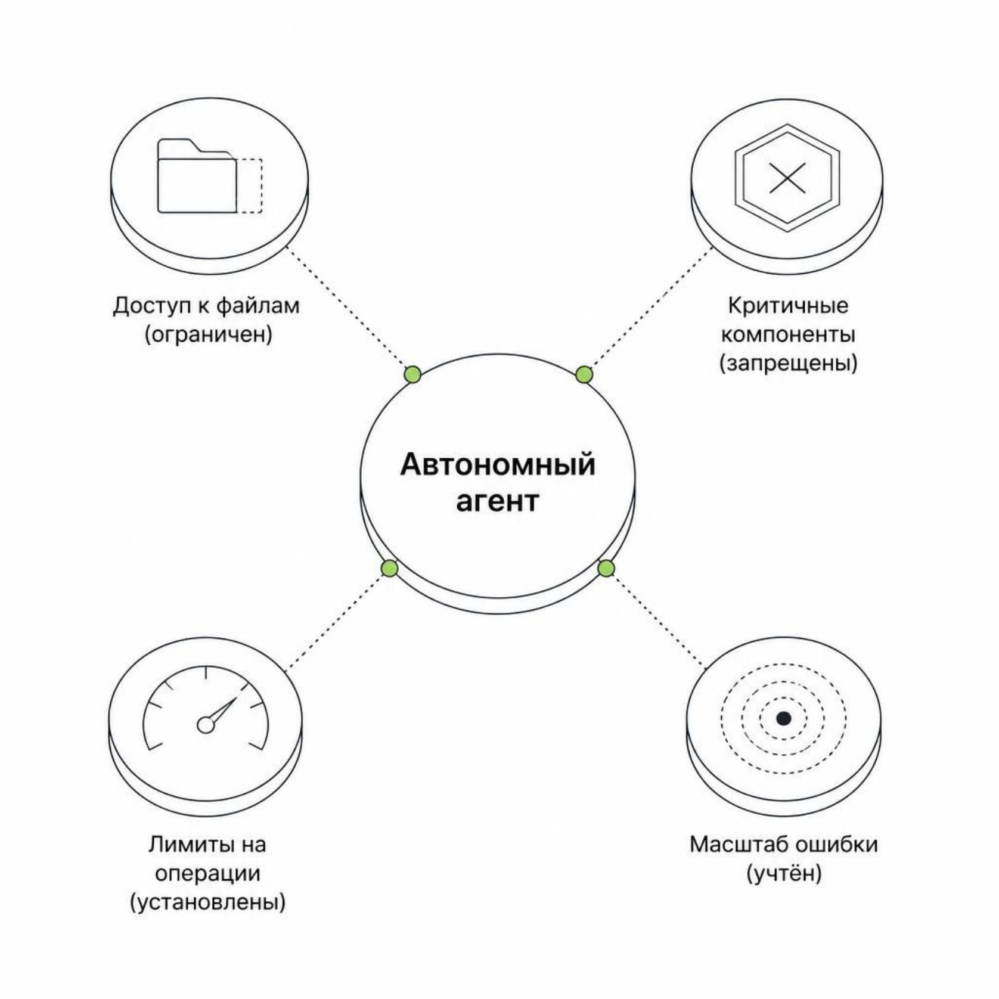 Доступ к файлам
(ограничен)
Критичные
компоненты
(запрещены)
Автономный
агент
Лимиты на
операции
(установлены)
Масштаб ошибки
(учтён)